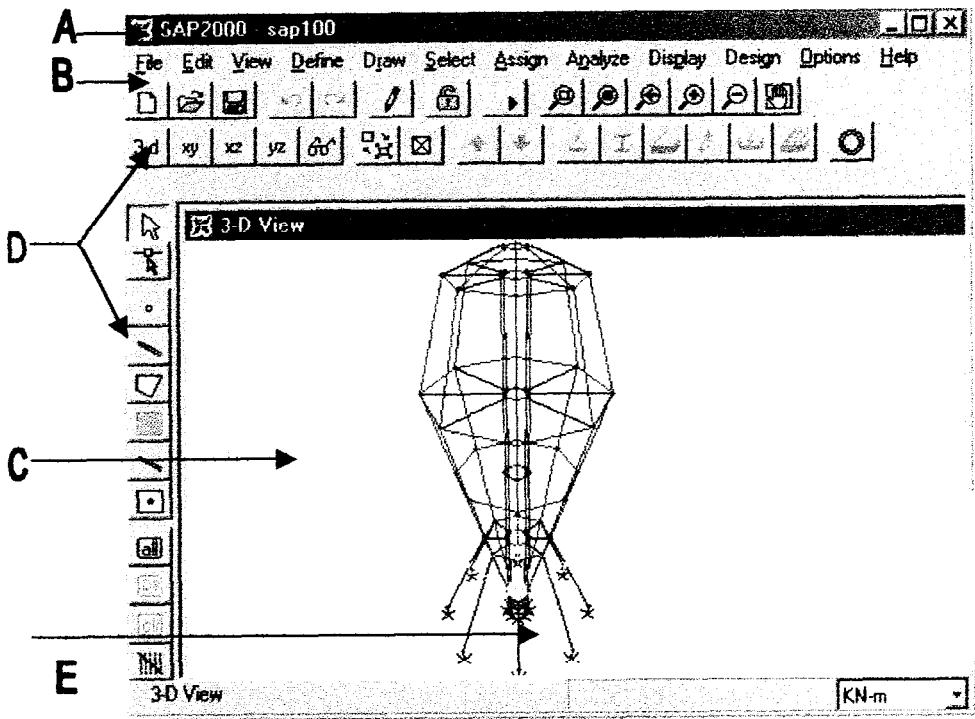 A
SAP2000 - sap100
B
File Edit View Define Draw Select Assign Analyze Display Design Options Help
3-d xy xz yz
D
3-D View
C
all
E
3-D View
KN-m